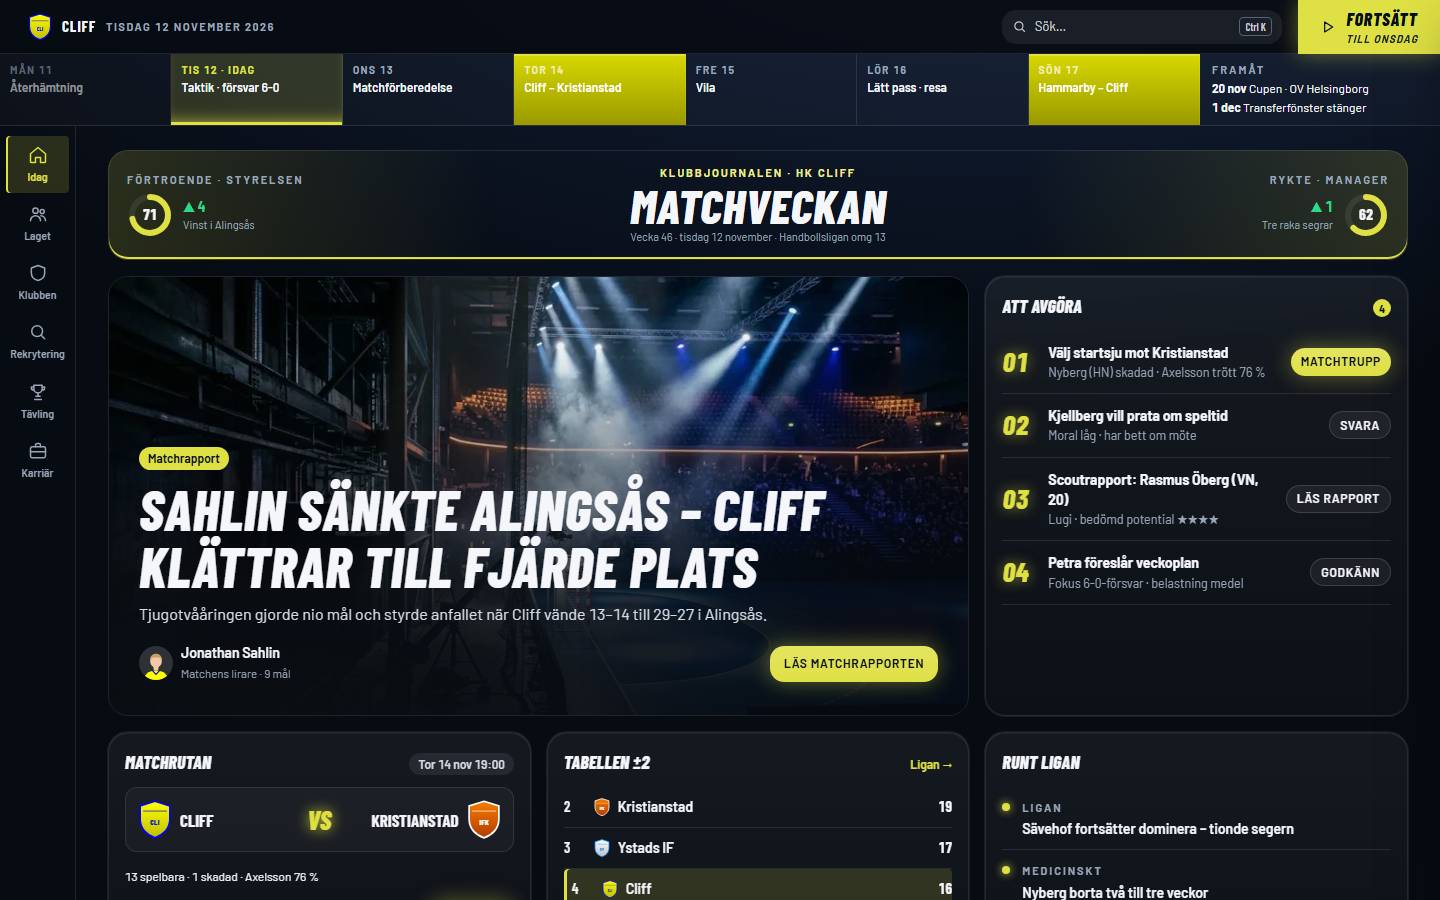 CLI
CLIFF
TISDAG 12 NOVEMBER 2026
Sök...
Ctrl K
FORTSÄTT
TILL ONSDAG
MÅN 11
Återhämtning
TIS 12 · IDAG
Taktik · försvar 6-0
ONS 13
Matchförberedelse
TOR 14
Cliff – Kristianstad
FRE 15
Vila
LÖR 16
Lätt pass · resa
SÖN 17
Hammarby – Cliff
FRAMÅT
20 nov Cupen · OV Helsingborg
1 dec Transferfönster stänger
Idag
Laget
Klubben
Rekrytering
Tävling
Karriär
FÖRTROENDE · STYRELSEN
71
▲4
Vinst i Alingsås
KLUBBJOURNALEN · HK CLIFF
MATCHVECKAN
Vecka 46 · tisdag 12 november · Handbollsligan omg 13
RYKTE · MANAGER
▲1
Tre raka segrar
62
Matchrapport
SAHLIN SÄNKTE ALINGSÅS – CLIFF
KLÄTTRAR TILL FJÄRDE PLATS
Tjugotvååringen gjorde nio mål och styrde anfallet när Cliff vände 13–14 till 29–27 i Alingsås.
Jonathan Sahlin
Matchens lirare · 9 mål
LÄS MATCHRAPPORTEN
ATT AVGÖRA
4
01
Välj startsju mot Kristianstad
Nyberg (HN) skadad · Axelsson trött 76 %
MATCHTRUPP
02
Kjellberg vill prata om speltid
Moral låg · har bett om möte
SVARA
03
Scoutrapport: Rasmus Öberg (VN,
20)
Lugi · bedömd potential ★★★★
LÄS RAPPORT
04
Petra föreslår veckoplan
Fokus 6-0-försvar · belastning medel
GODKÄNN
MATCHRUTAN
Tor 14 nov 19:00
CLI
CLIFF
VS
KRISTIANSTAD
IFK
13 spelbara · 1 skadad · Axelsson 76 %
TABELLEN ±2
Ligan →
2 Kristianstad 19
3 Ystads IF 17
4 Cliff 16
RUNT LIGAN
LIGAN
Sävehof fortsätter dominera – tionde segern
MEDICINSKT
Nyberg borta två till tre veckor